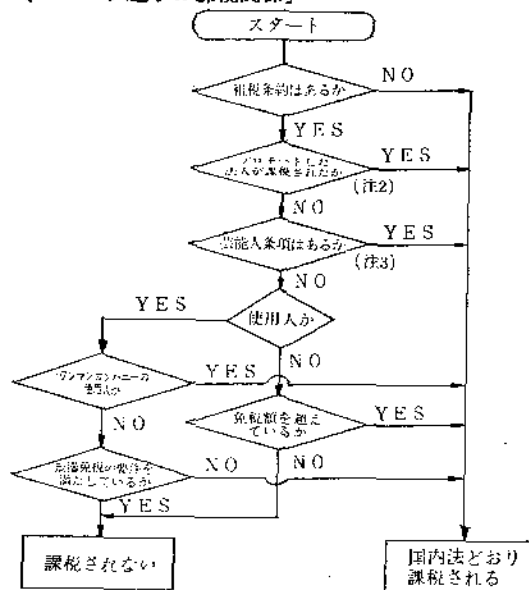 スタート
租税条約はあるか
NO
YES
プロモートした
法人が課税されたか
YES
(注2)
NO
芸能人条項はあるか
YES
(注3)
NO
使用人か
YES
NO
ワンマンカンパニーの
使用人か
YES
NO
免税額を超え
ているか
YES
NO
短期滞在免税の要件を
満たしているか
NO
YES
課税されない
国内法どおり
課税される